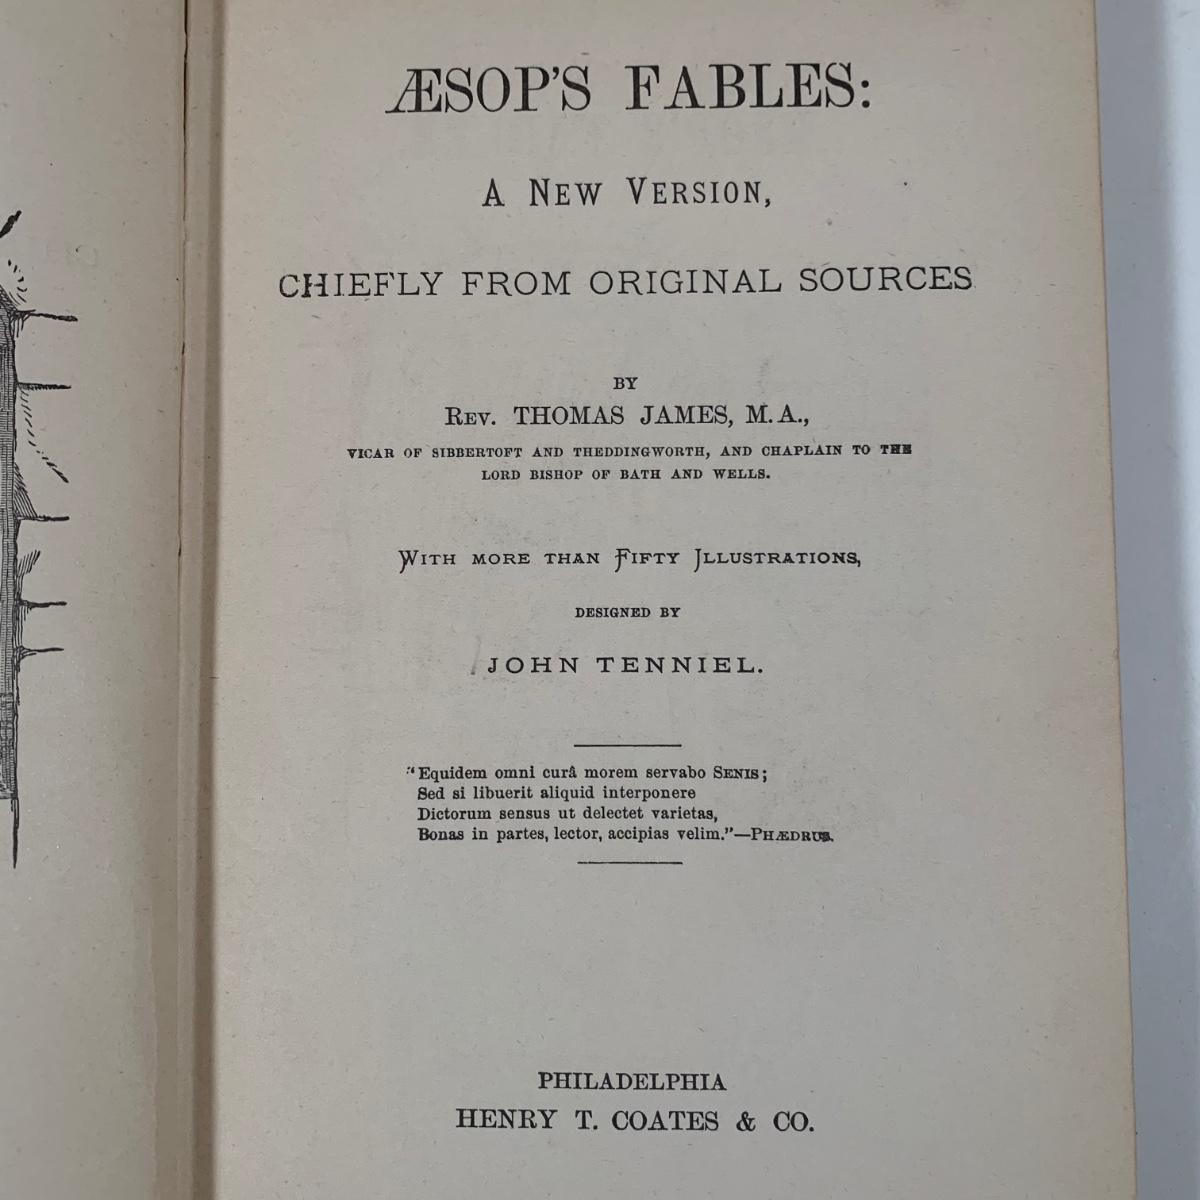 ÆSOP'S FABLES:
A NEW VERSION,
CHIEFLY FROM ORIGINAL SOURCES
BY
REV. THOMAS JAMES, M.A.,
VICAR OF SIBBERTOFT AND THEDDINGWORTH, AND CHAPLAIN TO THE
LORD BISHOP OF BATH AND WELLS.
WITH MORE THAN FIFTY ILLUSTRATIONS,
DESIGNED BY
JOHN TENNIEL.
"Equidem omni curâ morem servabo SENIS;
Sed si libuerit aliquid interponere
Dictorum sensus ut delectet varietas,
Bonas in partes, lector, accipias velim."—PHÆDRUS.
PHILADELPHIA
HENRY T. COATES & CO.